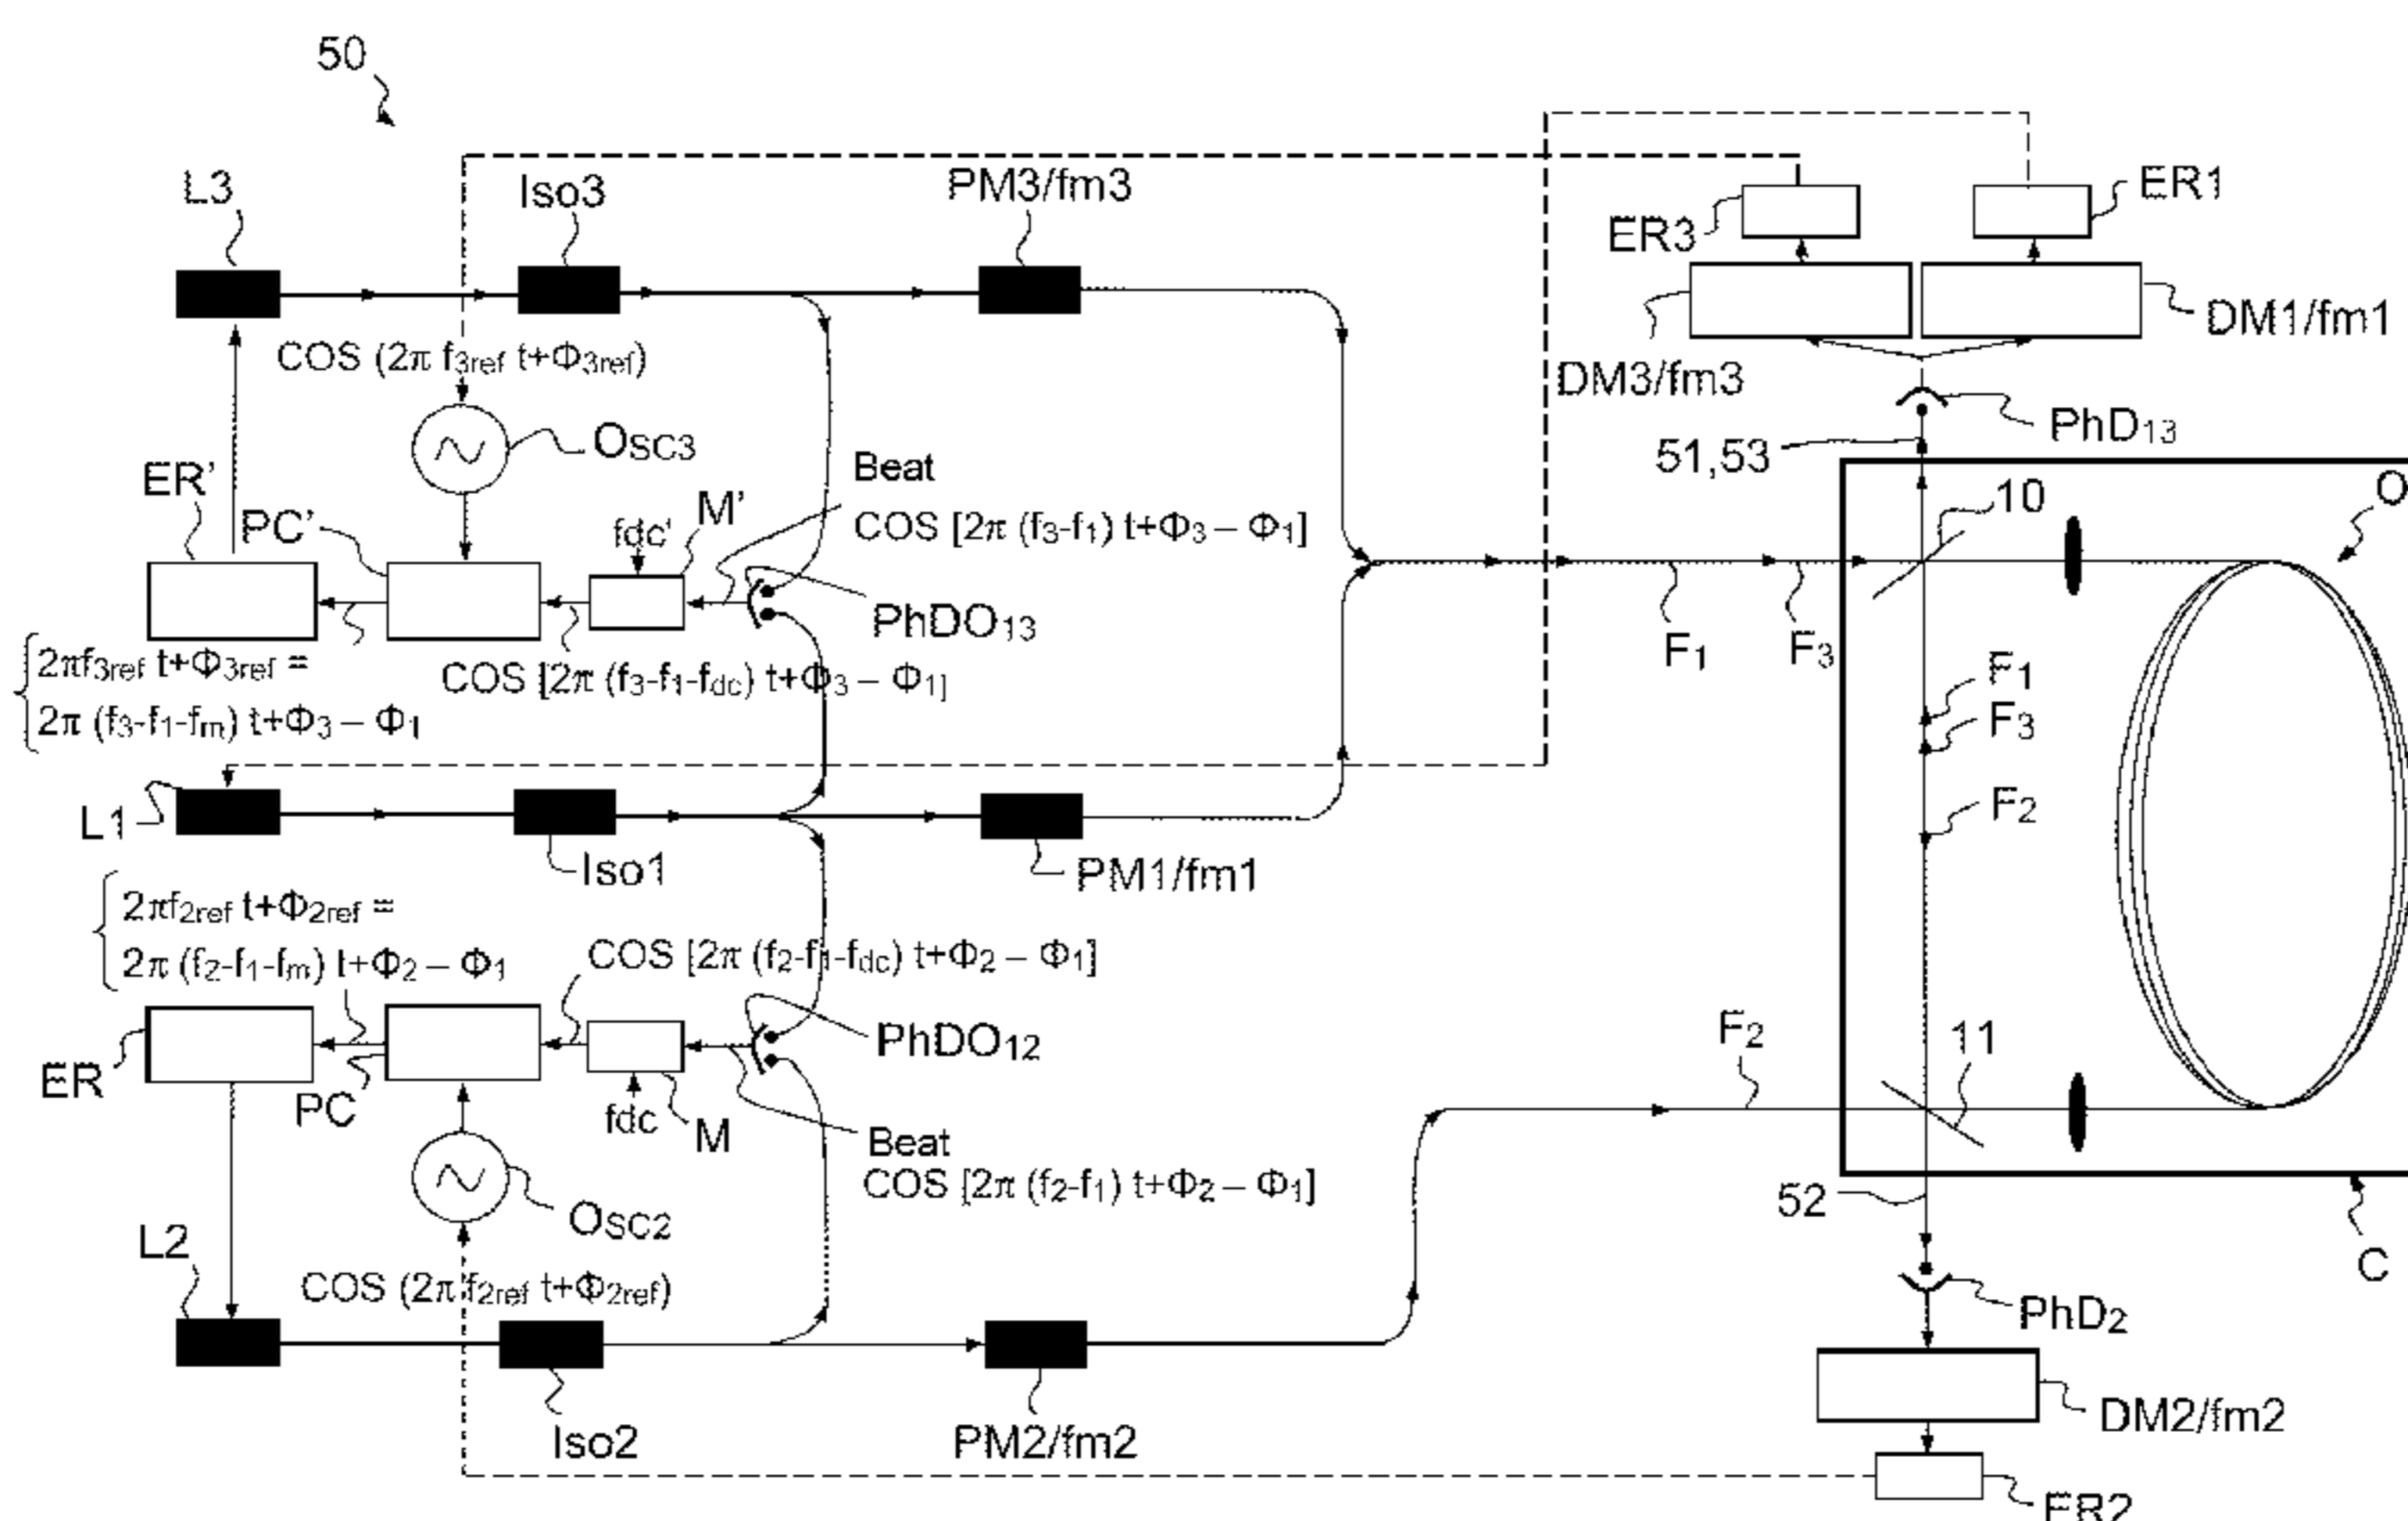 50
L3
Iso3
PM3/fm3
ER3
ER1
DM1/fm1
DM3/fm3
COS (2π f3ref t+Φ3ref)
PhD13
OSC3
51,53
Beat
COS [2π (f3-f1) t+Φ3 – Φ1]
ER'
PC'
fdc'
M'
10
O
PhDO13
2πf3ref t+Φ3ref =
2π (f3-f1-fm) t+Φ3 – Φ1
COS [2π (f3-f1-fdc) t+Φ3 – Φ1]
F1
F3
F1
F3
F2
L1
Iso1
PM1/fm1
2πf2ref t+Φ2ref =
2π (f2-f1-fm) t+Φ2 – Φ1
COS [2π (f2-f1-fdc) t+Φ2 – Φ1]
PhDO12
F2
11
ER
PC
fdc
M
Beat
COS [2π (f2-f1) t+Φ2 – Φ1]
OSC2
52
C
L2
COS (2π f2ref t+Φ2ref)
PhD2
Iso2
PM2/fm2
DM2/fm2
ER2